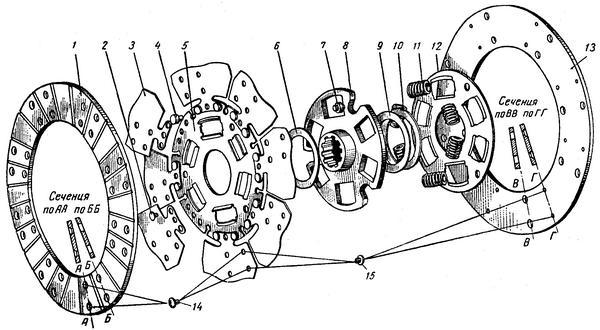 1 2 3 4 5 6 7 8 9 10 11 12 13
Сечения
по АА по ББ
А Б
А Б
14
Сечения
по ВВ по ГГ
В Г
В Г
15